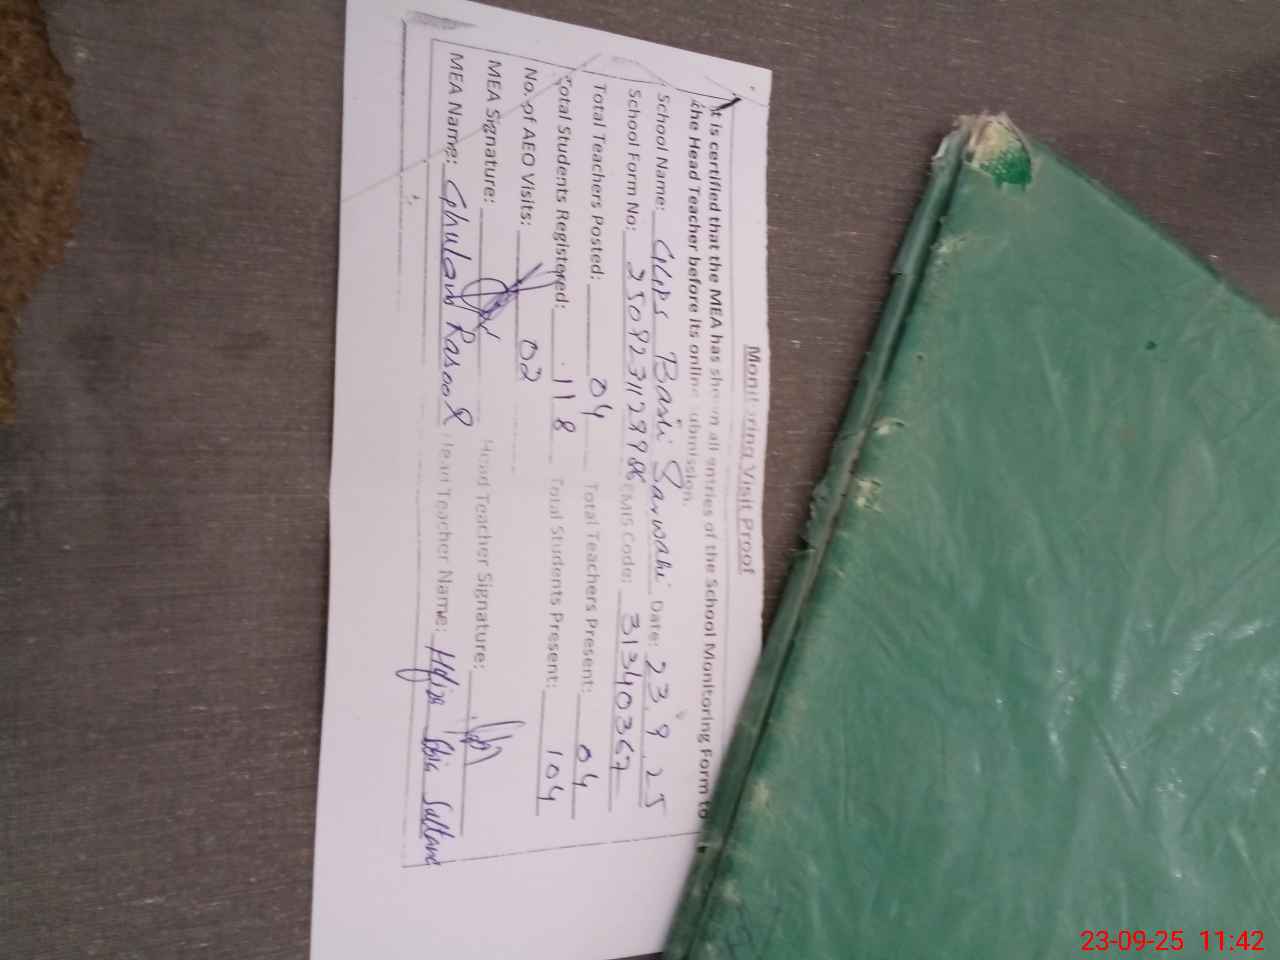 Monitoring Visit Proof
It is certified that the MEA has shown all entries of the School Monitoring Form to
the Head Teacher before its online submission.
School Name: GGPS Basti Sarwahi Date: 23.9.25
School Form No: EMIS Code: 31340367
Total Teachers Posted: 04 Total Teachers Present: 04
Total Students Registered: 118 Total Students Present: 104
No. of AEO Visits: 02
MEA Signature: Head Teacher Signature:
MEA Name: Ghulam Rasool Head Teacher Name: Sultana
23-09-25 11:42